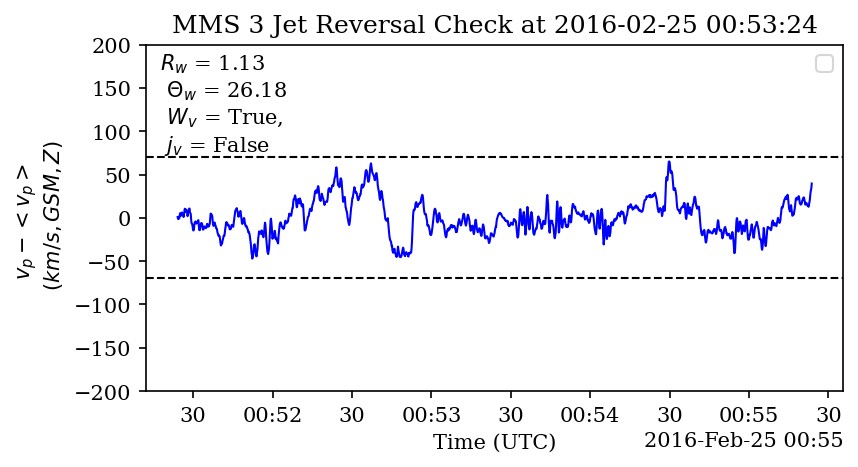 MMS 3 Jet Reversal Check at 2016-02-25 00:53:24
v_p − <v_p>
(km/s, GSM, Z)
200
150
100
50
0
−50
−100
−150
−200
R_w = 1.13
Θ_w = 26.18
W_v = True,
j_v = False
30 00:52 30 00:53 30 00:54 30 00:55 30
Time (UTC)
2016-Feb-25 00:55